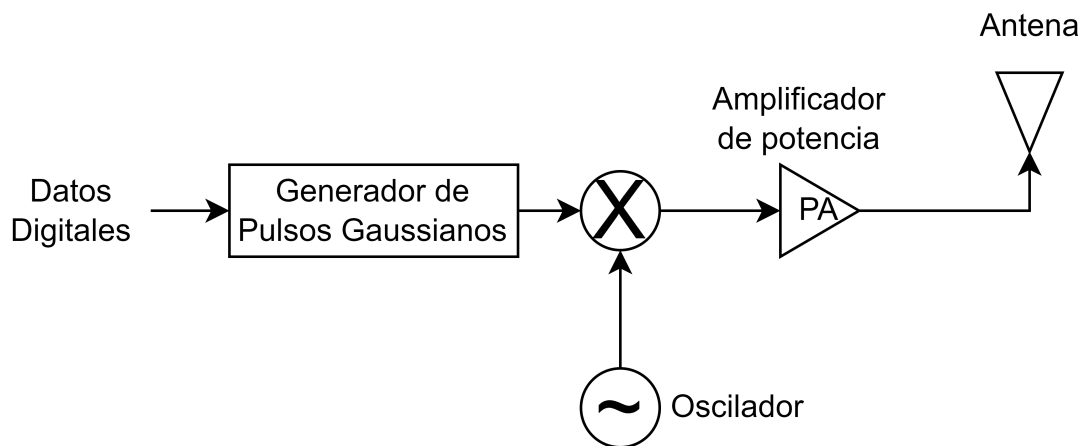 Antena
Amplificador
de potencia
Datos
Digitales
Generador de
Pulsos Gaussianos
X
PA
~
Oscilador